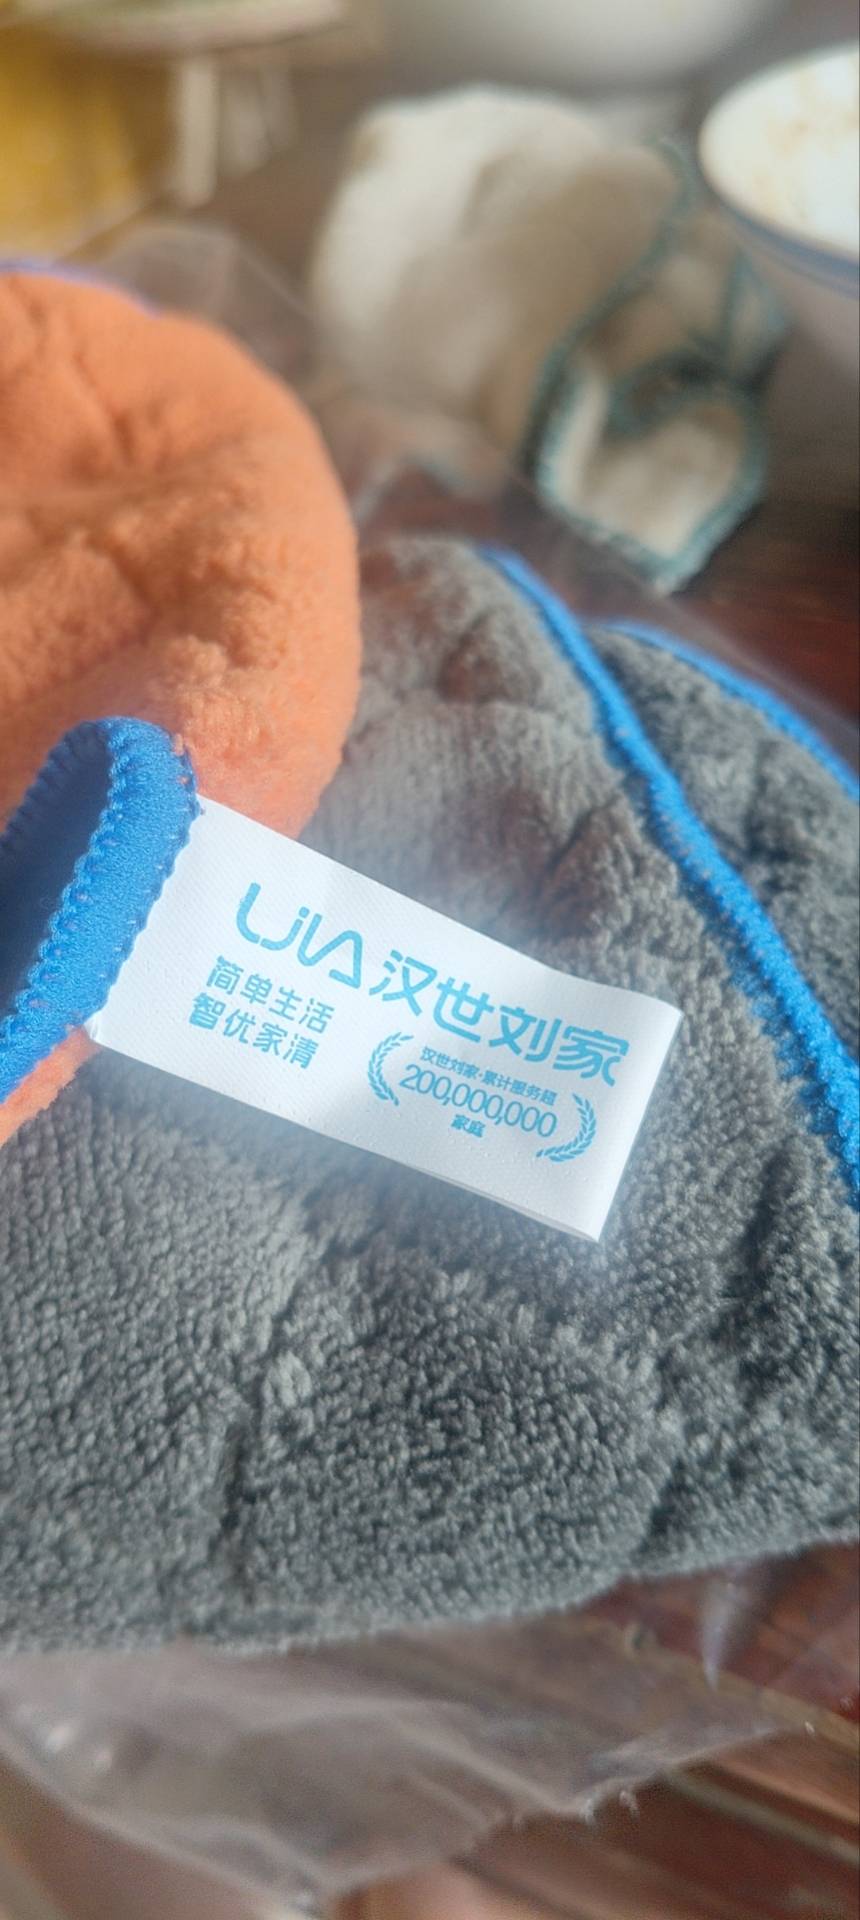 UJIA 汉世刘家
简单生活
智优家清
汉世刘家·累计服务超
200,000,000
家庭